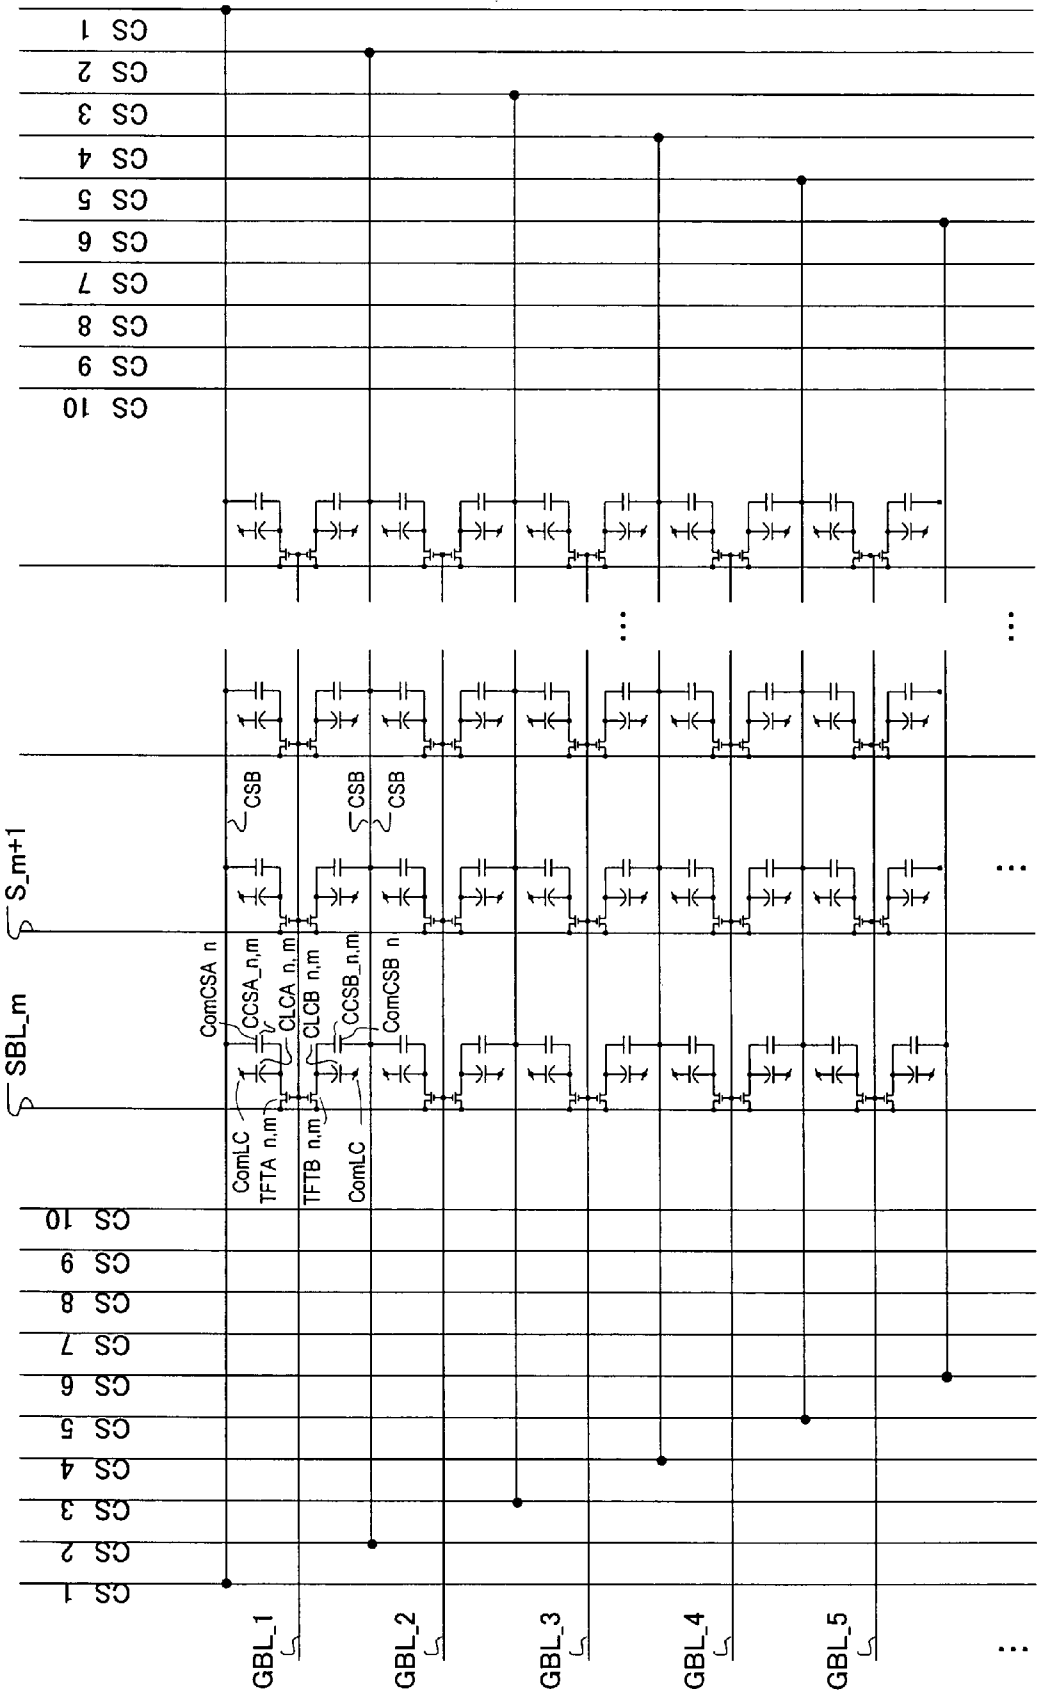 CS 1
CS 2
CS 3
CS 4
CS 5
CS 6
CS 7
CS 8
CS 9
CS 10
...
...
CSB
CSB
CSB
S_m+1
...
SBL_m
ComCSA n
CCSA_n,m
CLCA n,m
CLCB n,m
CCSB_n,m
ComCSB n
ComLC
TFTA n,m
TFTB n,m
ComLC
CS 10
CS 9
CS 8
CS 7
CS 6
CS 5
CS 4
CS 3
CS 2
CS 1
GBL_1
GBL_2
GBL_3
GBL_4
GBL_5
...